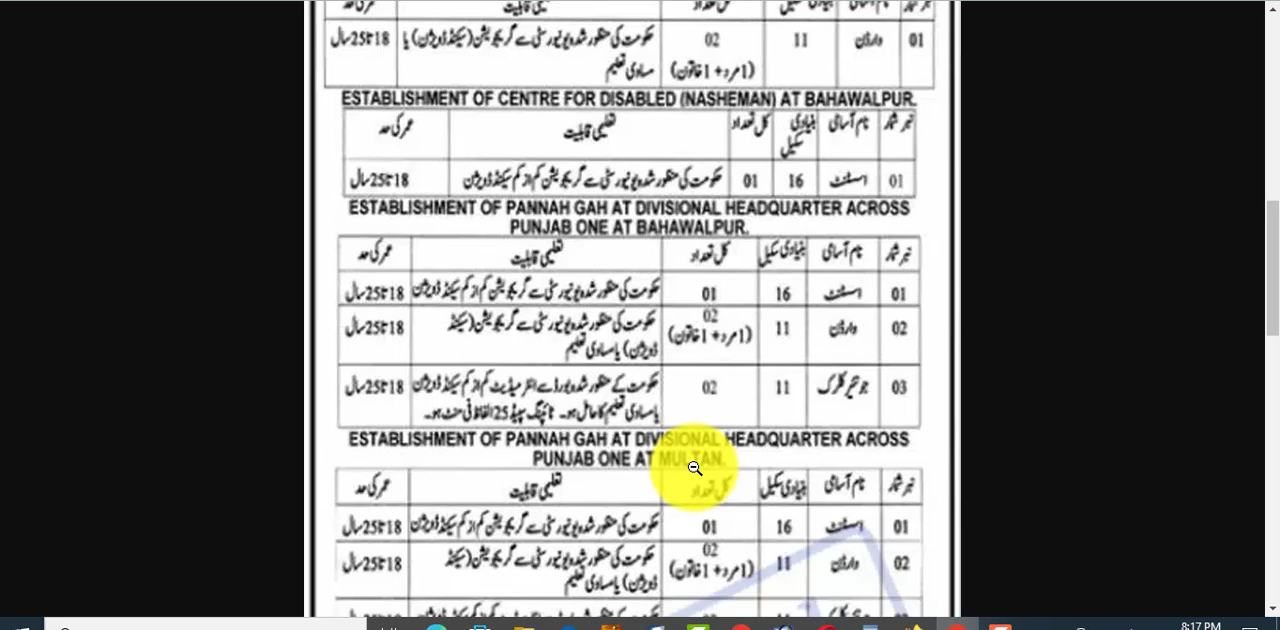 نمبر شمار نام آسامی بنیادی سکیل کل تعداد تعلیمی قابلیت عمر کی حد
01 وارڈن 11 02 (1مرد+1خاتون) حکومت کی منظور شدہ یونیورسٹی سے گریجویشن (سیکنڈ ڈویژن) یا مساوی تعلیم 18تا25سال
ESTABLISHMENT OF CENTRE FOR DISABLED (NASHEMAN) AT BAHAWALPUR.
نمبر شمار نام آسامی بنیادی سکیل کل تعداد تعلیمی قابلیت عمر کی حد
01 اسسٹنٹ 16 01 حکومت کی منظور شدہ یونیورسٹی سے گریجویشن کم از کم سیکنڈ ڈویژن 18تا25سال
ESTABLISHMENT OF PANNAH GAH AT DIVISIONAL HEADQUARTER ACROSS
PUNJAB ONE AT BAHAWALPUR.
نمبر شمار نام آسامی بنیادی سکیل کل تعداد تعلیمی قابلیت عمر کی حد
01 اسسٹنٹ 16 01 حکومت کی منظور شدہ یونیورسٹی سے گریجویشن کم از کم سیکنڈ ڈویژن 18تا25سال
02 وارڈن 11 02 (1مرد+1خاتون) حکومت کی منظور شدہ یونیورسٹی سے گریجویشن (سیکنڈ ڈویژن) یا مساوی تعلیم 18تا25سال
03 جونیئر کلرک 11 02 حکومت کے منظور شدہ بورڈ سے انٹرمیڈیٹ کم از کم سیکنڈ ڈویژن یا مساوی تعلیم کا حامل ہو۔ ٹائپنگ سپیڈ 25 الفاظ فی منٹ ہو۔ 18تا25سال
ESTABLISHMENT OF PANNAH GAH AT DIVISIONAL HEADQUARTER ACROSS
PUNJAB ONE AT MULTAN.
نمبر شمار نام آسامی بنیادی سکیل کل تعداد تعلیمی قابلیت عمر کی حد
01 اسسٹنٹ 16 01 حکومت کی منظور شدہ یونیورسٹی سے گریجویشن کم از کم سیکنڈ ڈویژن 18تا25سال
02 وارڈن 11 02 (1مرد+1خاتون) حکومت کی منظور شدہ یونیورسٹی سے گریجویشن (سیکنڈ ڈویژن) یا مساوی تعلیم 18تا25سال
8:17 PM